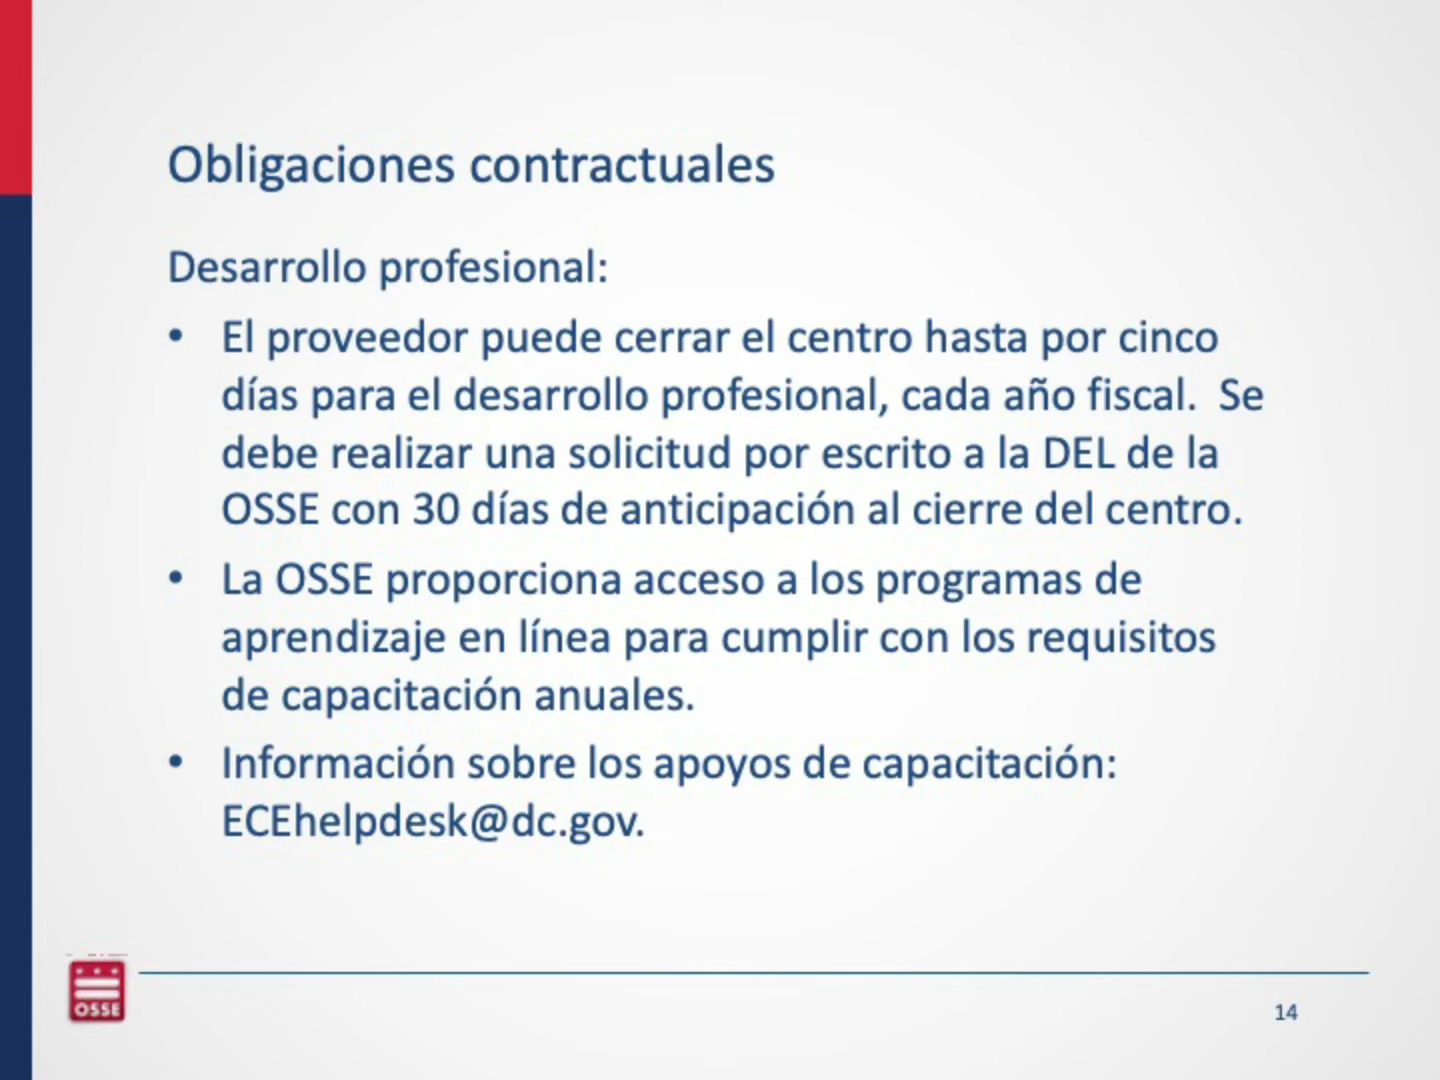 Obligaciones contractuales
Desarrollo profesional:
• El proveedor puede cerrar el centro hasta por cinco
días para el desarrollo profesional, cada año fiscal.  Se
debe realizar una solicitud por escrito a la DEL de la
OSSE con 30 días de anticipación al cierre del centro.
• La OSSE proporciona acceso a los programas de
aprendizaje en línea para cumplir con los requisitos
de capacitación anuales.
• Información sobre los apoyos de capacitación:
ECEhelpdesk@dc.gov.
OSSE
14